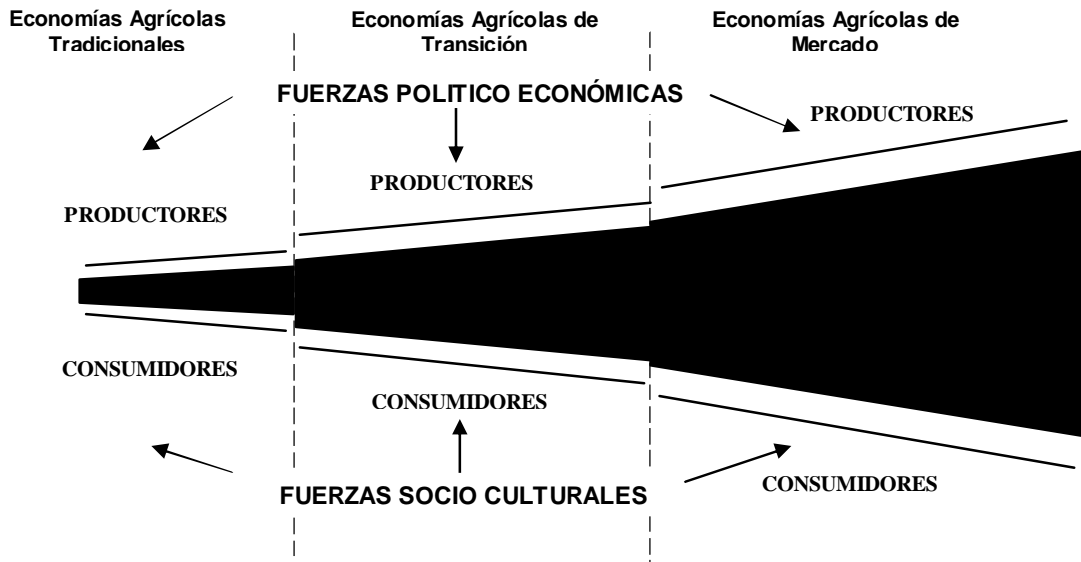 Economías Agrícolas
Tradicionales
Economías Agrícolas de
Transición
Economías Agrícolas de
Mercado
FUERZAS POLITICO ECONÓMICAS
PRODUCTORES
PRODUCTORES
PRODUCTORES
CONSUMIDORES
CONSUMIDORES
CONSUMIDORES
FUERZAS SOCIO CULTURALES